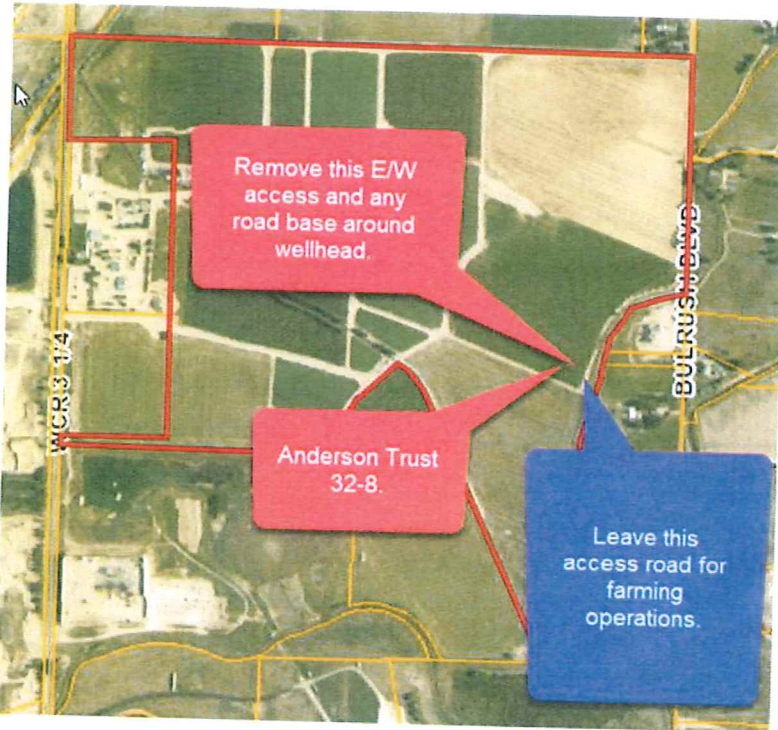 Remove this E/W
access and any
road base around
wellhead.
BULRUSH BLVD
WCR 3 1/4
Anderson Trust
32-8.
Leave this
access road for
farming
operations.